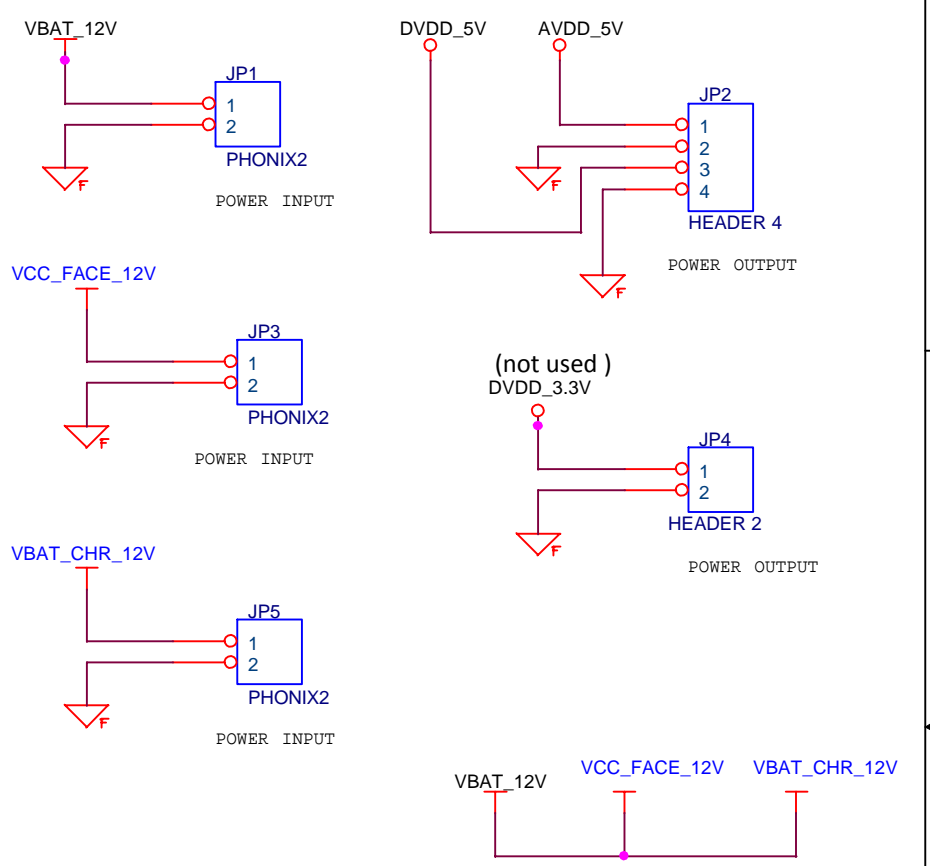 VBAT_12V
JP1
1
2
PHONIX2
F
POWER INPUT
DVDD_5V
AVDD_5V
JP2
1
2
3
4
F
HEADER 4
POWER OUTPUT
F
VCC_FACE_12V
JP3
1
2
PHONIX2
F
POWER INPUT
(not used )
DVDD_3.3V
JP4
1
2
HEADER 2
F
POWER OUTPUT
VBAT_CHR_12V
JP5
1
2
PHONIX2
F
POWER INPUT
VBAT_12V
VCC_FACE_12V
VBAT_CHR_12V